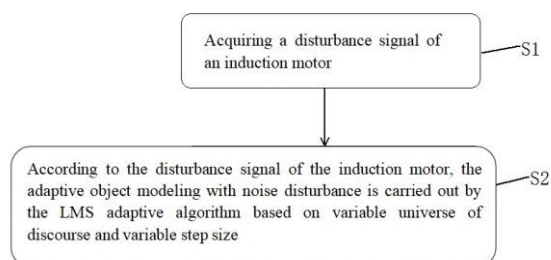 Acquiring a disturbance signal of
an induction motor
S1
According to the disturbance signal of the induction motor, the
adaptive object modeling with noise disturbance is carried out by
the LMS adaptive algorithm based on variable universe of
discourse and variable step size
S2